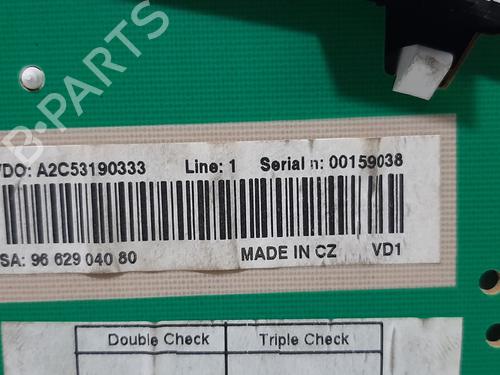 VDO: A2C53190333 Line: 1 Serial n: 00159038
SA: 96 629 040 80 MADE IN CZ VD1
Double Check Triple Check
B-PARTS